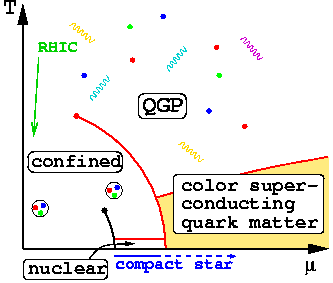 T
RHIC
QGP
confined
color super-
conducting
quark matter
nuclear
compact star
μ